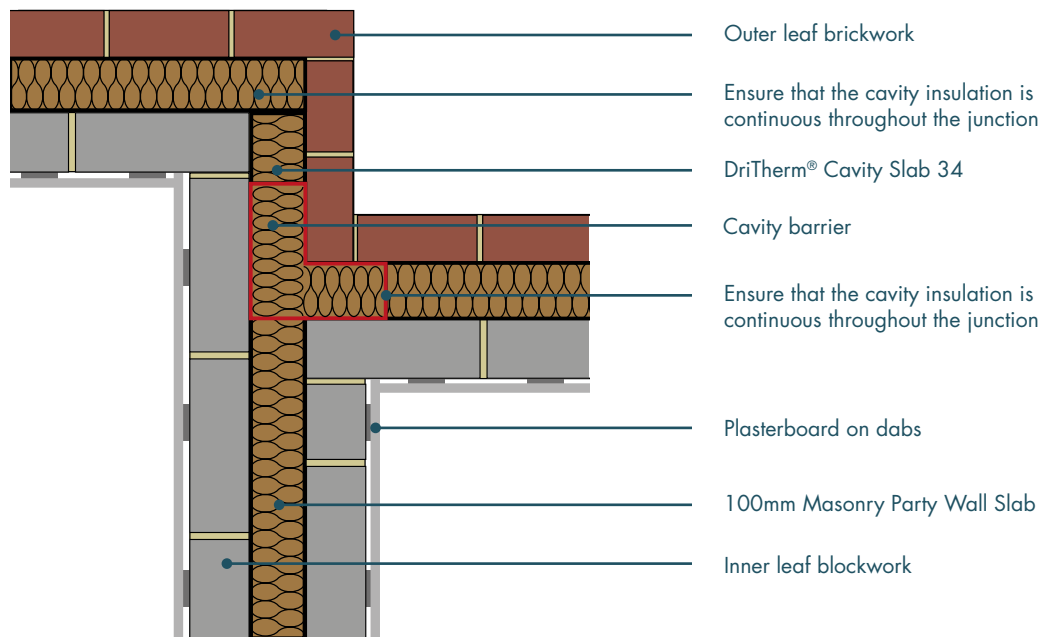 Outer leaf brickwork
Ensure that the cavity insulation is
continuous throughout the junction
DriTherm® Cavity Slab 34
Cavity barrier
Ensure that the cavity insulation is
continuous throughout the junction
Plasterboard on dabs
100mm Masonry Party Wall Slab
Inner leaf blockwork